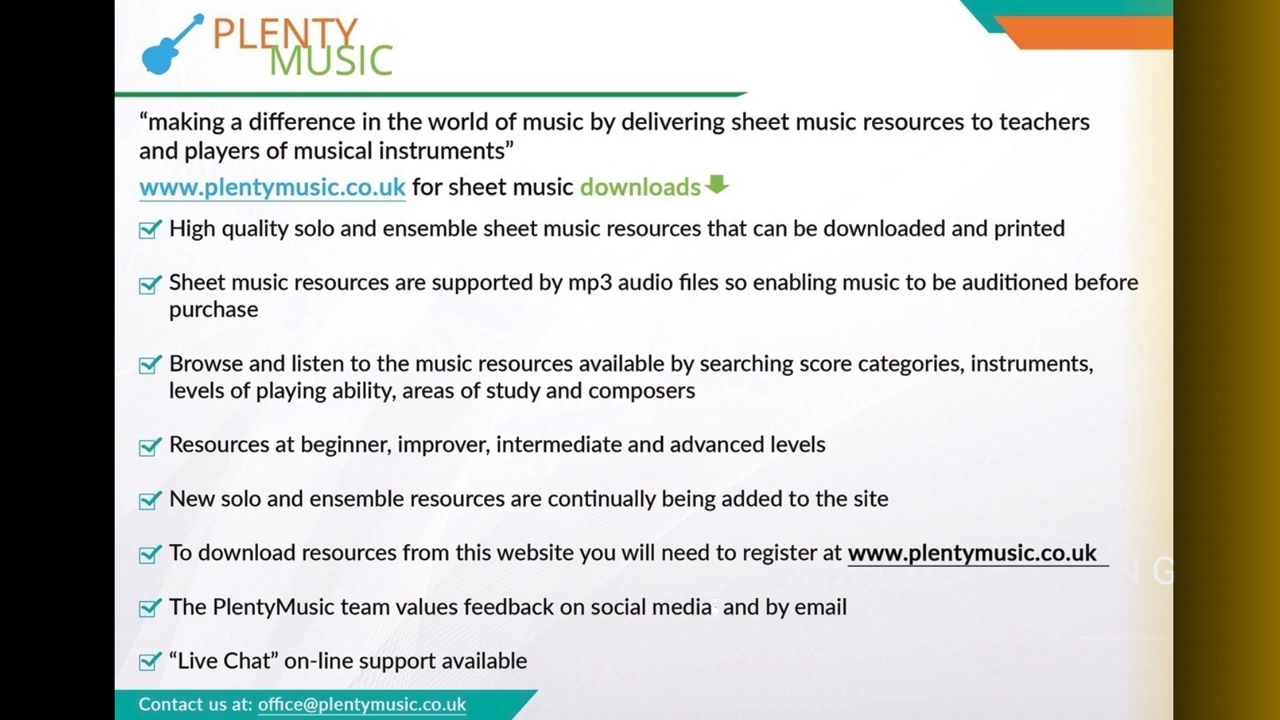 PLENTY
MUSIC
“making a difference in the world of music by delivering sheet music resources to teachers
and players of musical instruments”
www.plentymusic.co.uk for sheet music downloads
High quality solo and ensemble sheet music resources that can be downloaded and printed
Sheet music resources are supported by mp3 audio files so enabling music to be auditioned before
purchase
Browse and listen to the music resources available by searching score categories, instruments,
levels of playing ability, areas of study and composers
Resources at beginner, improver, intermediate and advanced levels
New solo and ensemble resources are continually being added to the site
To download resources from this website you will need to register at www.plentymusic.co.uk
The PlentyMusic team values feedback on social media and by email
“Live Chat” on-line support available
Contact us at: office@plentymusic.co.uk